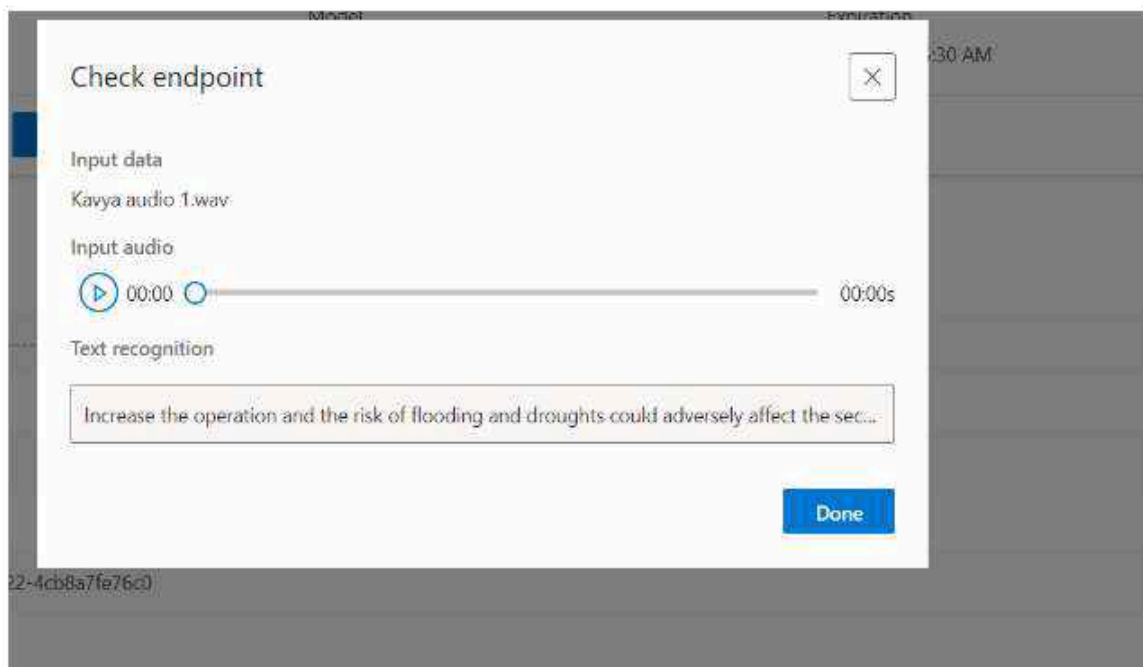 Model Expiration
:30 AM
Check endpoint
Input data
Kavya audio 1.wav
Input audio
00:00 00:00s
Text recognition
Increase the operation and the risk of flooding and droughts could adversely affect the sec...
Done
22-4cb8a7fe76c0